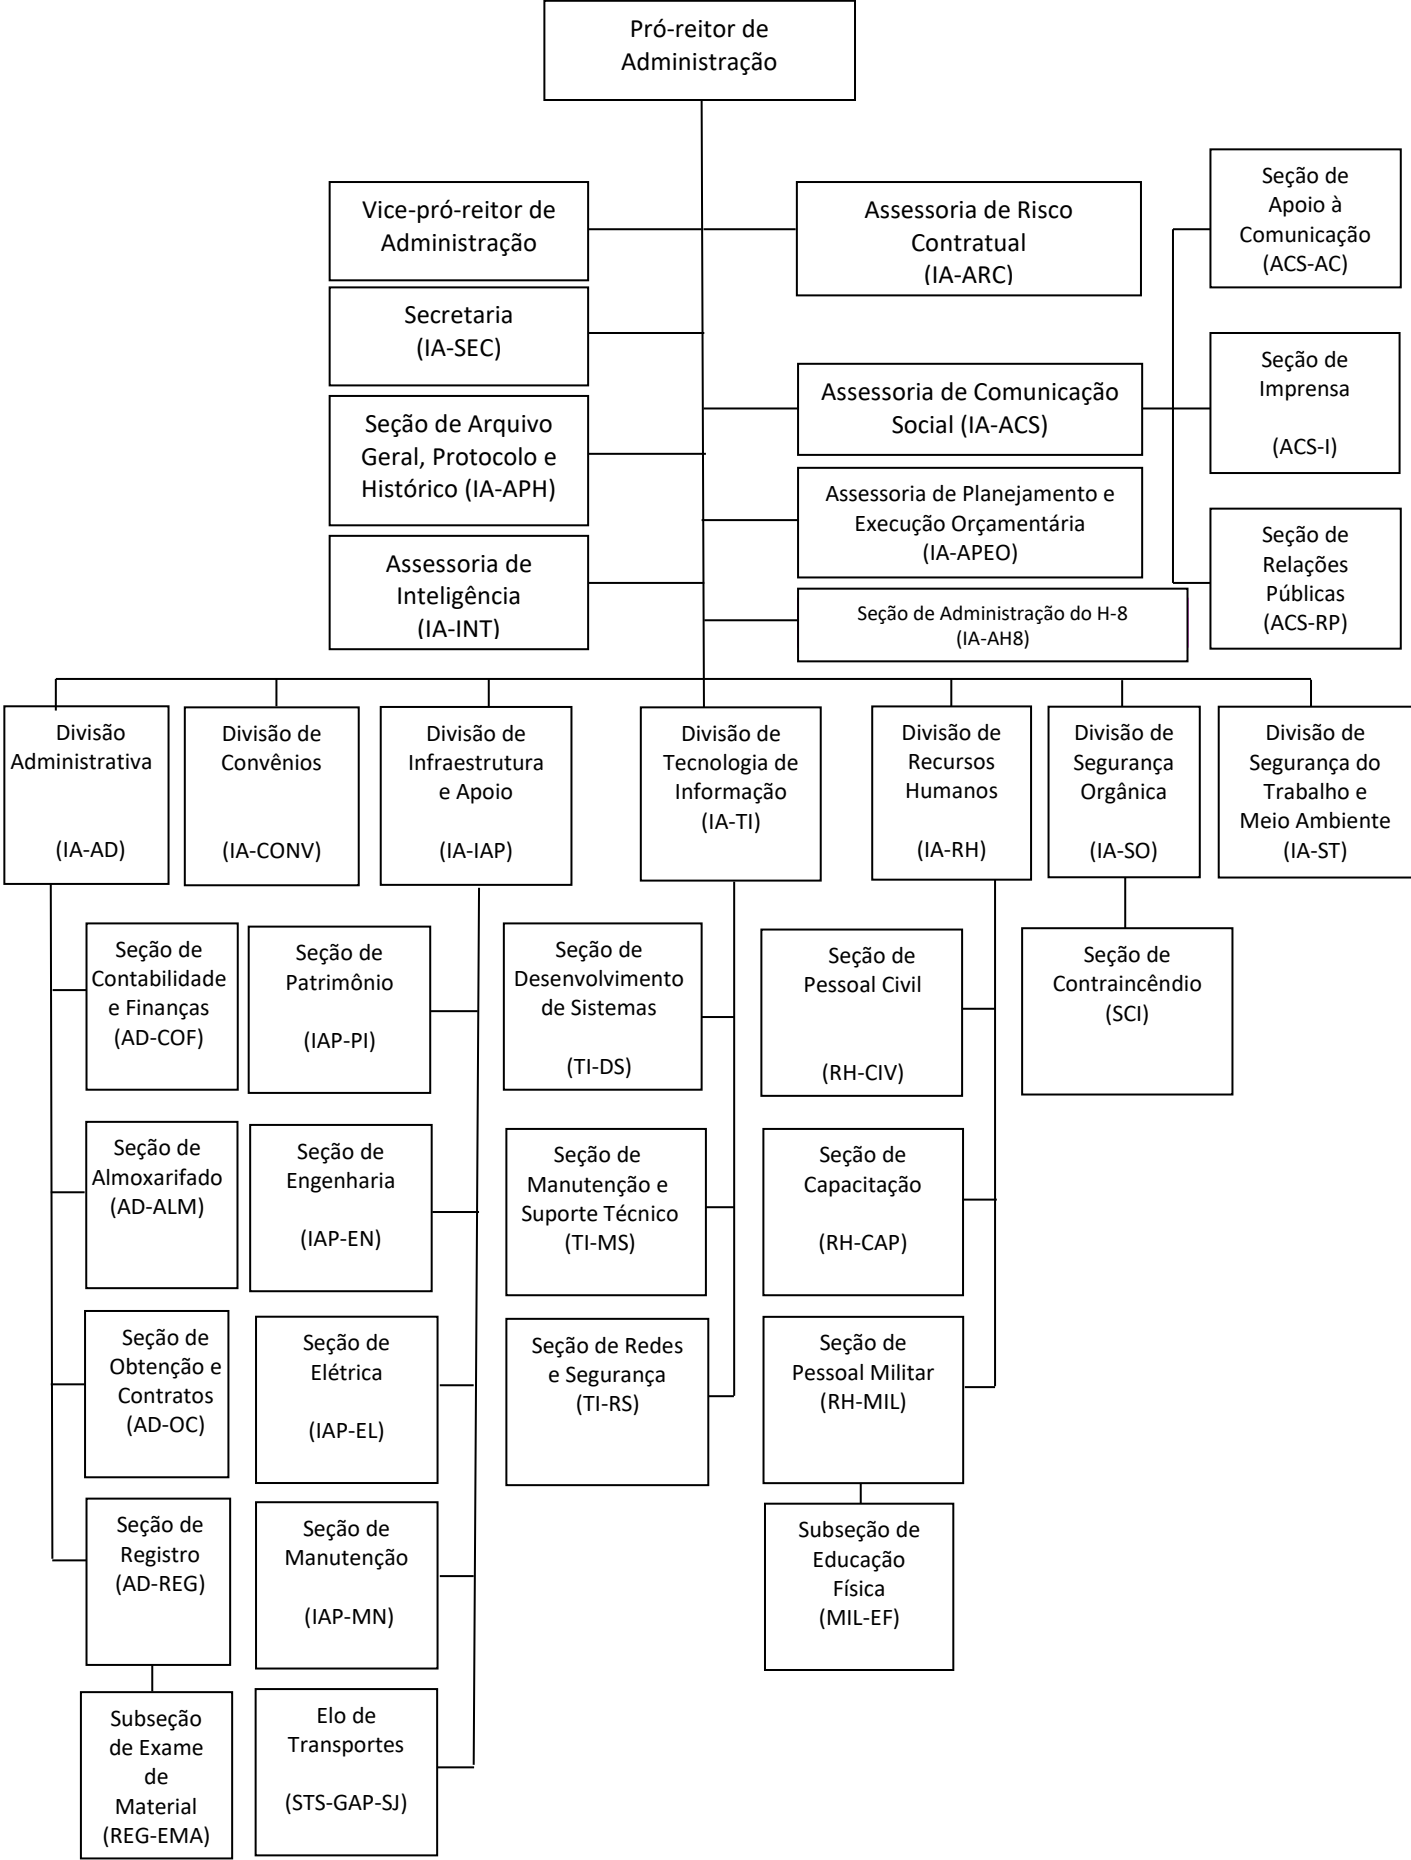 Pró-reitor de
Administração
Vice-pró-reitor de
Administração
Assessoria de Risco
Contratual
(IA-ARC)
Seção de
Apoio à
Comunicação
(ACS-AC)
Secretaria
(IA-SEC)
Assessoria de Comunicação
Social (IA-ACS)
Seção de
Imprensa
(ACS-I)
Seção de Arquivo
Geral, Protocolo e
Histórico (IA-APH)
Assessoria de Planejamento e
Execução Orçamentária
(IA-APEO)
Seção de
Relações
Públicas
(ACS-RP)
Assessoria de
Inteligência
(IA-INT)
Seção de Administração do H-8
(IA-AH8)
Divisão
Administrativa
(IA-AD)
Divisão de
Convênios
(IA-CONV)
Divisão de
Infraestrutura
e Apoio
(IA-IAP)
Divisão de
Tecnologia de
Informação
(IA-TI)
Divisão de
Recursos
Humanos
(IA-RH)
Divisão de
Segurança
Orgânica
(IA-SO)
Divisão de
Segurança do
Trabalho e
Meio Ambiente
(IA-ST)
Seção de
Contabilidade
e Finanças
(AD-COF)
Seção de
Patrimônio
(IAP-PI)
Seção de
Desenvolvimento
de Sistemas
(TI-DS)
Seção de
Pessoal Civil
(RH-CIV)
Seção de
Contraincêndio
(SCI)
Seção de
Almoxarifado
(AD-ALM)
Seção de
Engenharia
(IAP-EN)
Seção de
Manutenção e
Suporte Técnico
(TI-MS)
Seção de
Capacitação
(RH-CAP)
Seção de
Obtenção e
Contratos
(AD-OC)
Seção de
Elétrica
(IAP-EL)
Seção de Redes
e Segurança
(TI-RS)
Seção de
Pessoal Militar
(RH-MIL)
Seção de
Registro
(AD-REG)
Seção de
Manutenção
(IAP-MN)
Subseção de
Educação
Física
(MIL-EF)
Subseção
de Exame
de
Material
(REG-EMA)
Elo de
Transportes
(STS-GAP-SJ)